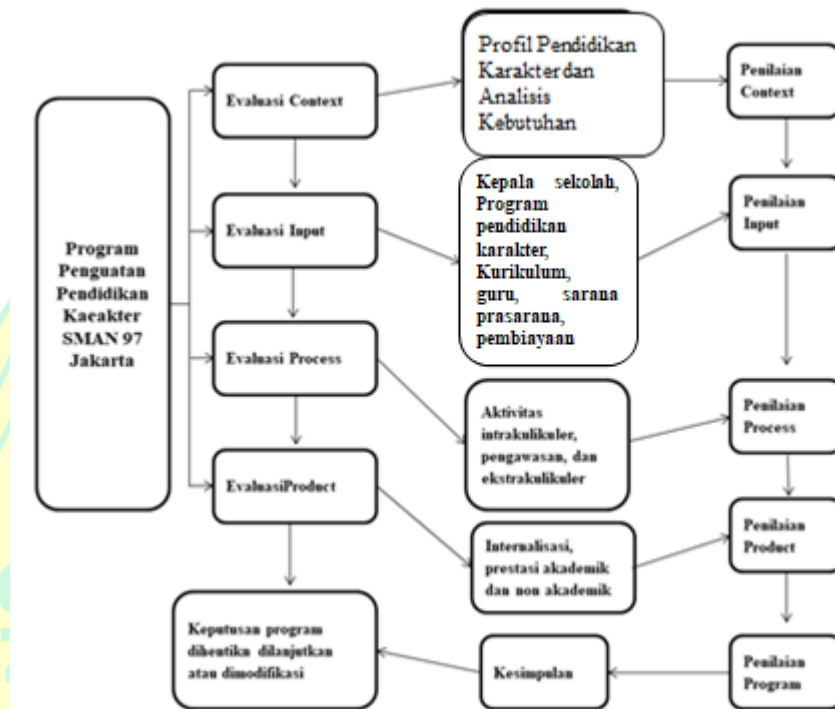 Program
Penguatan
Pendidikan
Kaeakter
SMAN 97
Jakarta
Evaluasi Context
Evaluasi Input
Evaluasi Process
EvaluasiProduct
Keputusan program
dihentikn dilanjutkan
atau dimodifikasi
Profil Pendidikan
Karakterdan
Analisis
Kebutuhan
Kepala sekolah,
Program
pendidikan
karakter,
Kurikulum,
guru, sarana
prasarana,
pembiayaan
Aktivitas
intrakulikuler,
pengawasan, dan
ekstrakulikuler
Internalisasi,
prestasi akademik
dan non akademik
Kesimpulan
Penilaian
Context
Penilaian
Input
Penilaian
Process
Penilaian
Product
Penilaian
Program